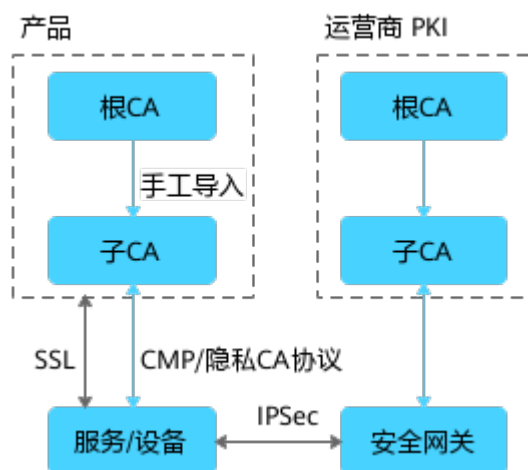 产品
运营商 PKI
根CA
根CA
手工导入
子CA
子CA
SSL
CMP/隐私CA协议
IPSec
服务/设备
安全网关